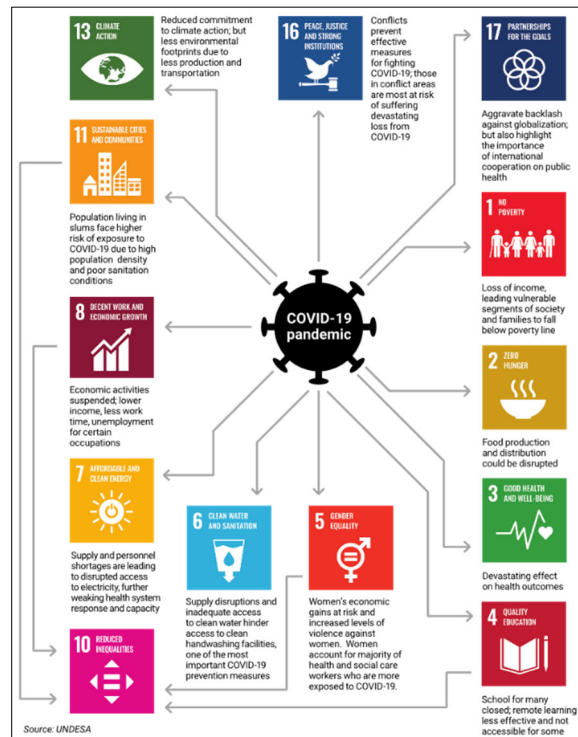 13 CLIMATE
ACTION
Reduced commitment
to climate action; but
less environmental
footprints due to
less production and
transportation
16 PEACE, JUSTICE
AND STRONG
INSTITUTIONS
Conflicts
prevent
effective
measures
for fighting
COVID-19; those
in conflict areas
are most at risk
of suffering
devastating
loss from
COVID-19
17 PARTNERSHIPS
FOR THE GOALS
Aggravate backlash
against globalization;
but also highlight
the importance
of international
cooperation on public
health
11 SUSTAINABLE CITIES
AND COMMUNITIES
Population living in
slums face higher
risk of exposure to
COVID-19 due to high
population density
and poor sanitation
conditions
1 NO
POVERTY
Loss of income,
leading vulnerable
segments of society
and families to fall
below poverty line
COVID-19
pandemic
8 DECENT WORK AND
ECONOMIC GROWTH
Economic activities
suspended; lower
income, less work
time, unemployment
for certain
occupations
2 ZERO
HUNGER
Food production
and distribution
could be disrupted
7 AFFORDABLE AND
CLEAN ENERGY
Supply and personnel
shortages are leading
to disrupted access
to electricity, further
weaking health system
response and capacity
6 CLEAN WATER
AND SANITATION
Supply disruptions and
inadequate access
to clean water hinder
access to clean
handwashing facilities,
one of the most
important COVID-19
prevention measures
5 GENDER
EQUALITY
Women's economic
gains at risk and
increased levels of
violence against
women. Women
account for majority of
health and social care
workers who are more
exposed to COVID-19.
3 GOOD HEALTH
AND WELL-BEING
Devastating effect
on health outcomes
4 QUALITY
EDUCATION
School for many
closed; remote learning
less effective and not
accessible for some
10 REDUCED
INEQUALITIES
Source: UNDESA